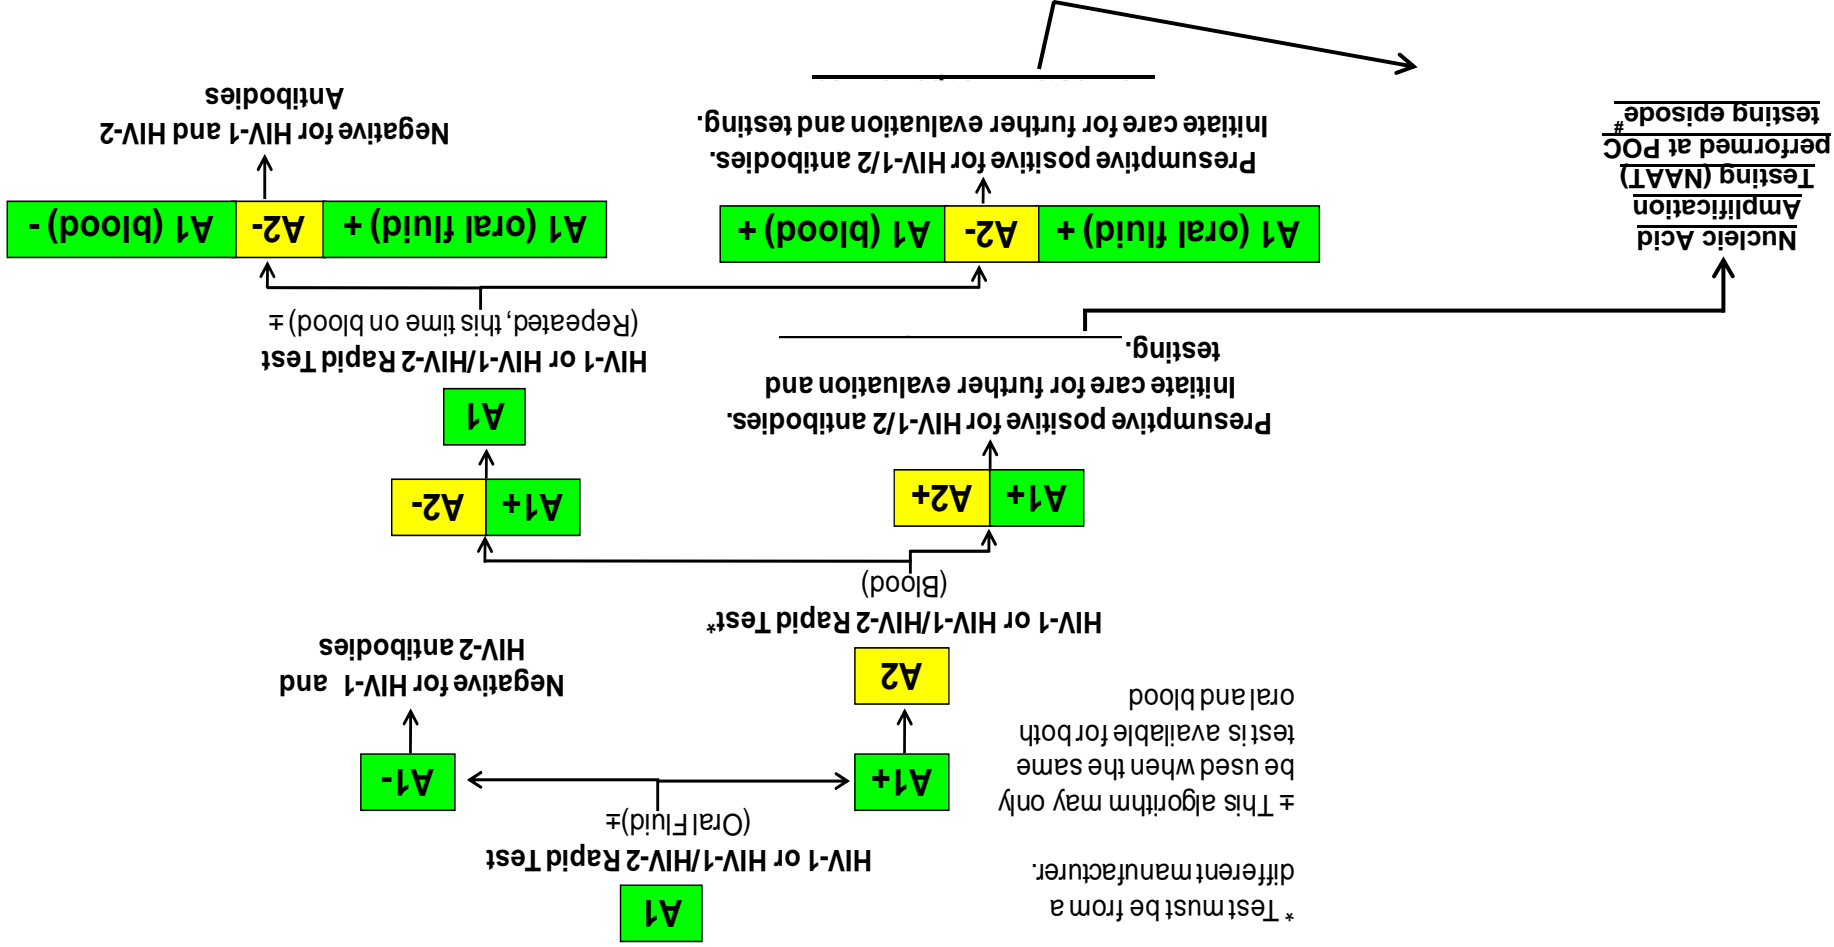 A1
HIV-1 or HIV-1/HIV-2 Rapid Test
(Oral Fluid)±
* Test must be from a
different manufacturer.
± This algorithm may only
be used when the same
test is available for both
oral and blood
A1+
A1-
A2
HIV-1 or HIV-1/HIV-2 Rapid Test*
(Blood)
Negative for HIV-1 and
HIV-2 antibodies
A1+ A2+
A1+ A2-
Presumptive positive for HIV-1/2 antibodies.
Initiate care for further evaluation and
testing.
A1
HIV-1 or HIV-1/HIV-2 Rapid Test
(Repeated, this time on blood) ±
Nucleic Acid
Amplification
Testing (NAAT)
performed at POC
testing episode#
A1 (oral fluid) + A2- A1 (blood) +
A1 (oral fluid) + A2- A1 (blood) -
Presumptive positive for HIV-1/2 antibodies.
Initiate care for further evaluation and testing.
Negative for HIV-1 and HIV-2
Antibodies